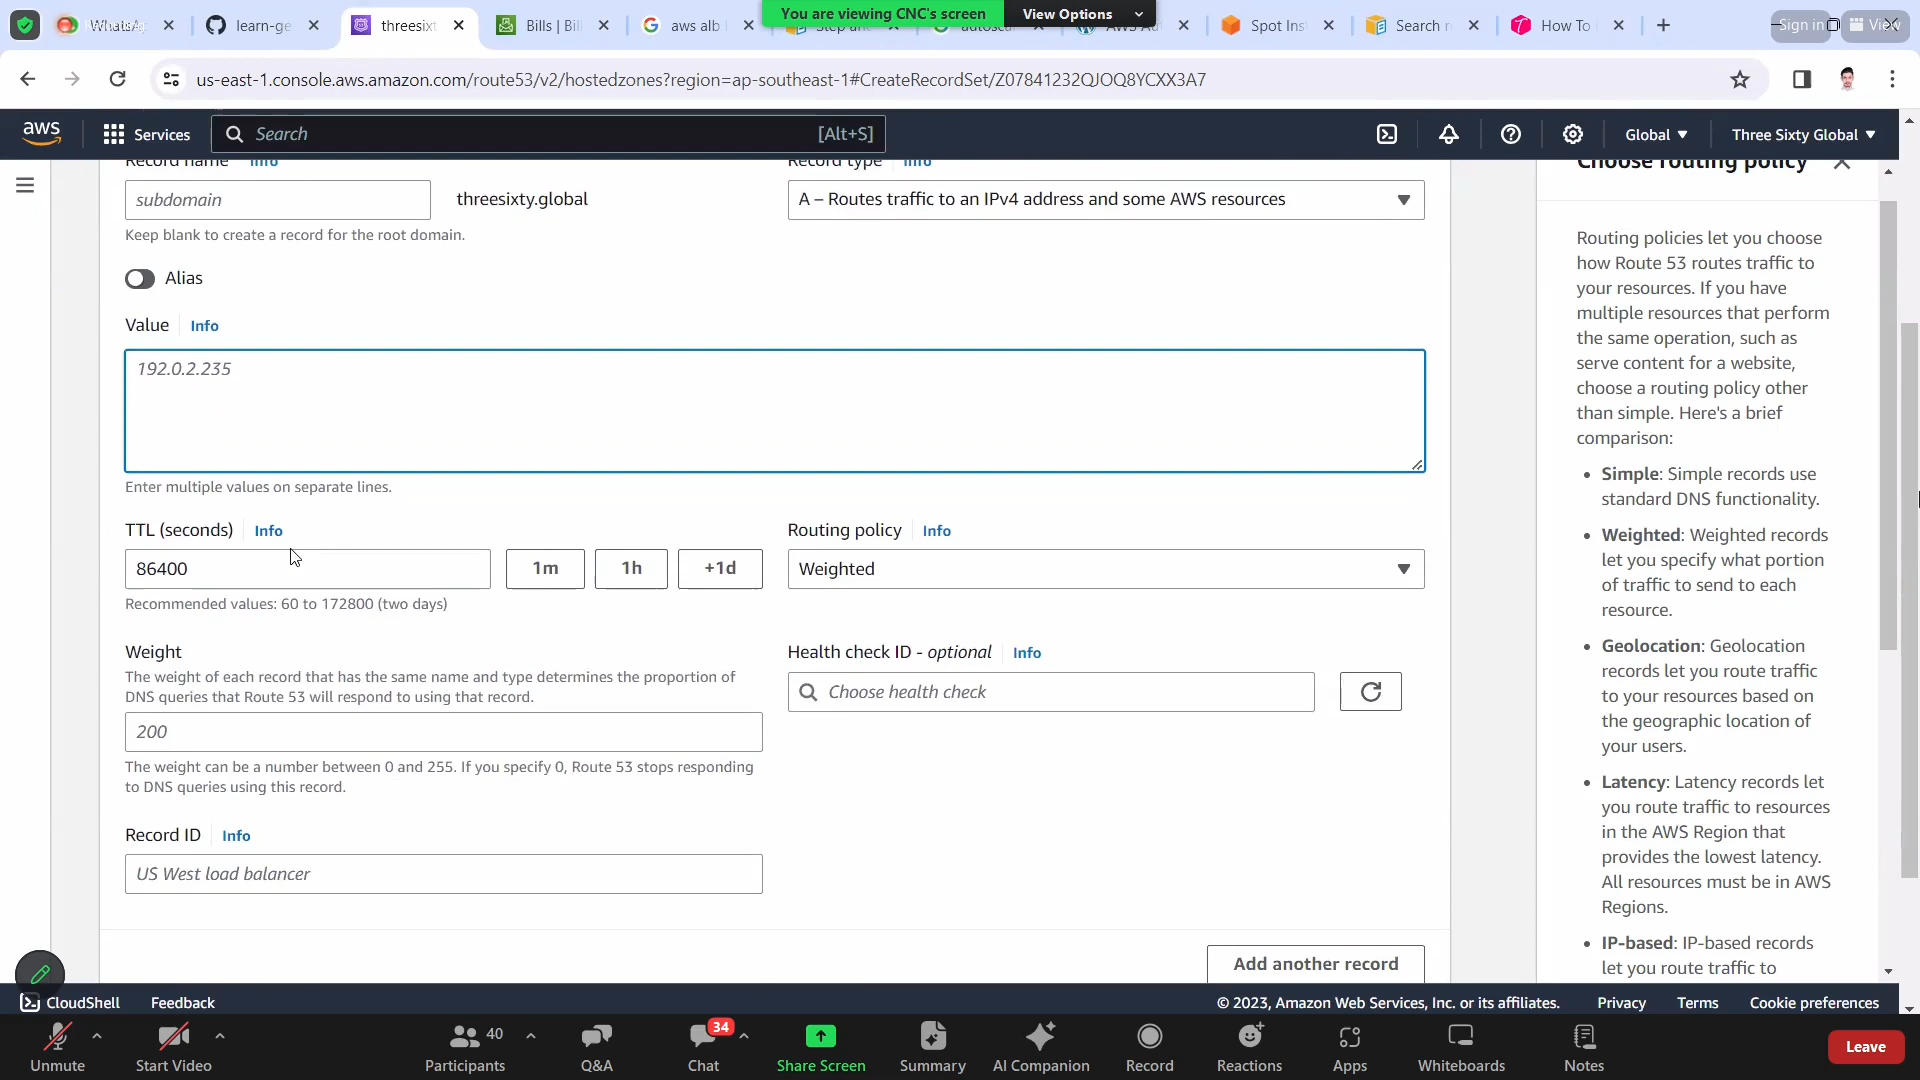 You are viewing CNC's screen
View Options
WhatsA
learn-ge
threesixt
Bills | Bil
aws alb
Spot Ins
Search r
How To
Sign in
View
us-east-1.console.aws.amazon.com/route53/v2/hostedzones?region=ap-southeast-1#CreateRecordSet/Z07841232QJOQ8YCXX3A7
aws
Services
Search
[Alt+S]
Global
Three Sixty Global
Record name Info
Record type Info
Choose routing policy
subdomain
threesixty.global
A – Routes traffic to an IPv4 address and some AWS resources
Keep blank to create a record for the root domain.
Alias
Value Info
192.0.2.235
Enter multiple values on separate lines.
TTL (seconds) Info
Routing policy Info
86400
1m
1h
+1d
Weighted
Recommended values: 60 to 172800 (two days)
Weight
The weight of each record that has the same name and type determines the proportion of
DNS queries that Route 53 will respond to using that record.
200
The weight can be a number between 0 and 255. If you specify 0, Route 53 stops responding
to DNS queries using this record.
Health check ID - optional Info
Choose health check
Record ID Info
US West load balancer
Add another record
Routing policies let you choose
how Route 53 routes traffic to
your resources. If you have
multiple resources that perform
the same operation, such as
serve content for a website,
choose a routing policy other
than simple. Here's a brief
comparison:
• Simple: Simple records use
standard DNS functionality.
• Weighted: Weighted records
let you specify what portion
of traffic to send to each
resource.
• Geolocation: Geolocation
records let you route traffic
to your resources based on
the geographic location of
your users.
• Latency: Latency records let
you route traffic to resources
in the AWS Region that
provides the lowest latency.
All resources must be in AWS
Regions.
• IP-based: IP-based records
let you route traffic to
CloudShell
Feedback
© 2023, Amazon Web Services, Inc. or its affiliates.
Privacy
Terms
Cookie preferences
40
34
Unmute
Start Video
Participants
Q&A
Chat
Share Screen
Summary
AI Companion
Record
Reactions
Apps
Whiteboards
Notes
Leave